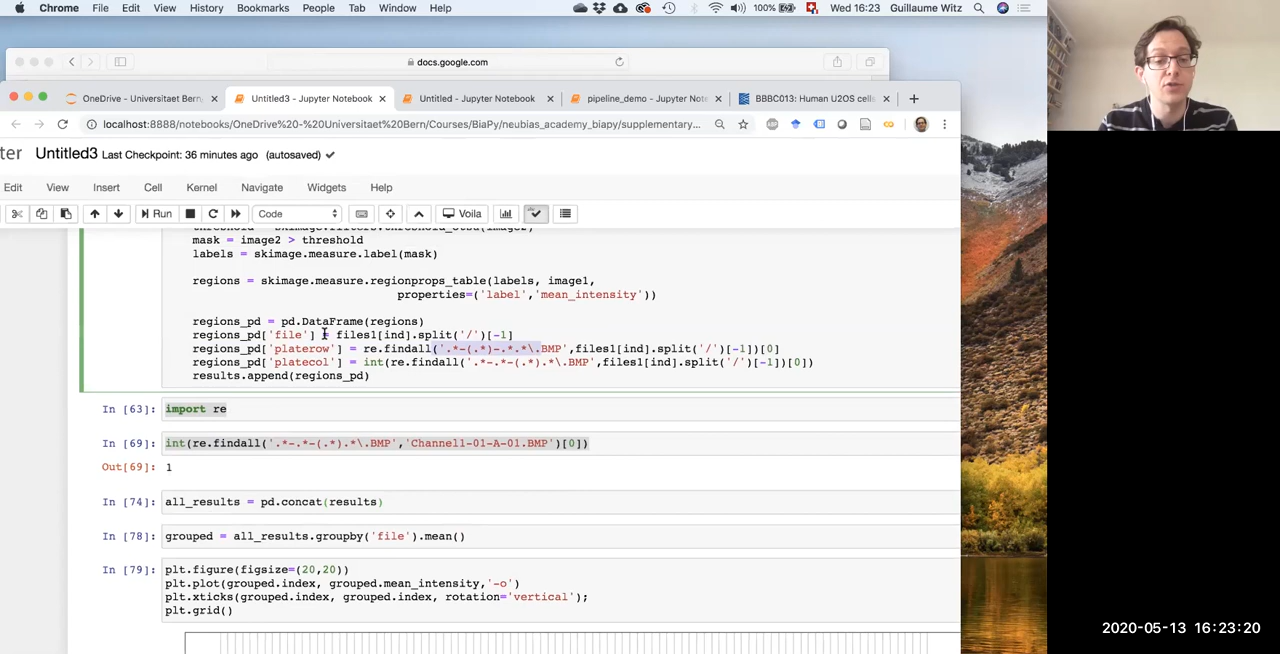 Chrome File Edit View History Bookmarks People Tab Window Help 100% Wed 16:23 Guillaume Witz
docs.google.com
OneDrive - Universitaet Bern, Untitled3 - Jupyter Notebook Untitled - Jupyter Notebook pipeline_demo - Jupyter Note BBBC013: Human U2OS cells
localhost:8888/notebooks/OneDrive%20-%20Universitaet%20Bern/Courses/BiaPy/neubias_academy_biapy/supplementary...
ter Untitled3 Last Checkpoint: 36 minutes ago (autosaved)
Edit View Insert Cell Kernel Navigate Widgets Help
Run Code Voila
mask = image2 > threshold
labels = skimage.measure.label(mask)
regions = skimage.measure.regionprops_table(labels, image1,
properties=('label','mean_intensity'))
regions_pd = pd.DataFrame(regions)
regions_pd['file'] = files1[ind].split('/')[-1]
regions_pd['platerow'] = re.findall('.*-(.*)-.*.*\.BMP',files1[ind].split('/')[-1])[0]
regions_pd['platecol'] = int(re.findall('.*-.*-(.*).*\.BMP',files1[ind].split('/')[-1])[0])
results.append(regions_pd)
In [63]: import re
In [69]: int(re.findall('.*-.*-(.*).*\.BMP','Channel1-01-A-01.BMP')[0])
Out[69]: 1
In [74]: all_results = pd.concat(results)
In [78]: grouped = all_results.groupby('file').mean()
In [79]: plt.figure(figsize=(20,20))
plt.plot(grouped.index, grouped.mean_intensity,'-o')
plt.xticks(grouped.index, grouped.index, rotation='vertical');
plt.grid()
2020-05-13 16:23:20